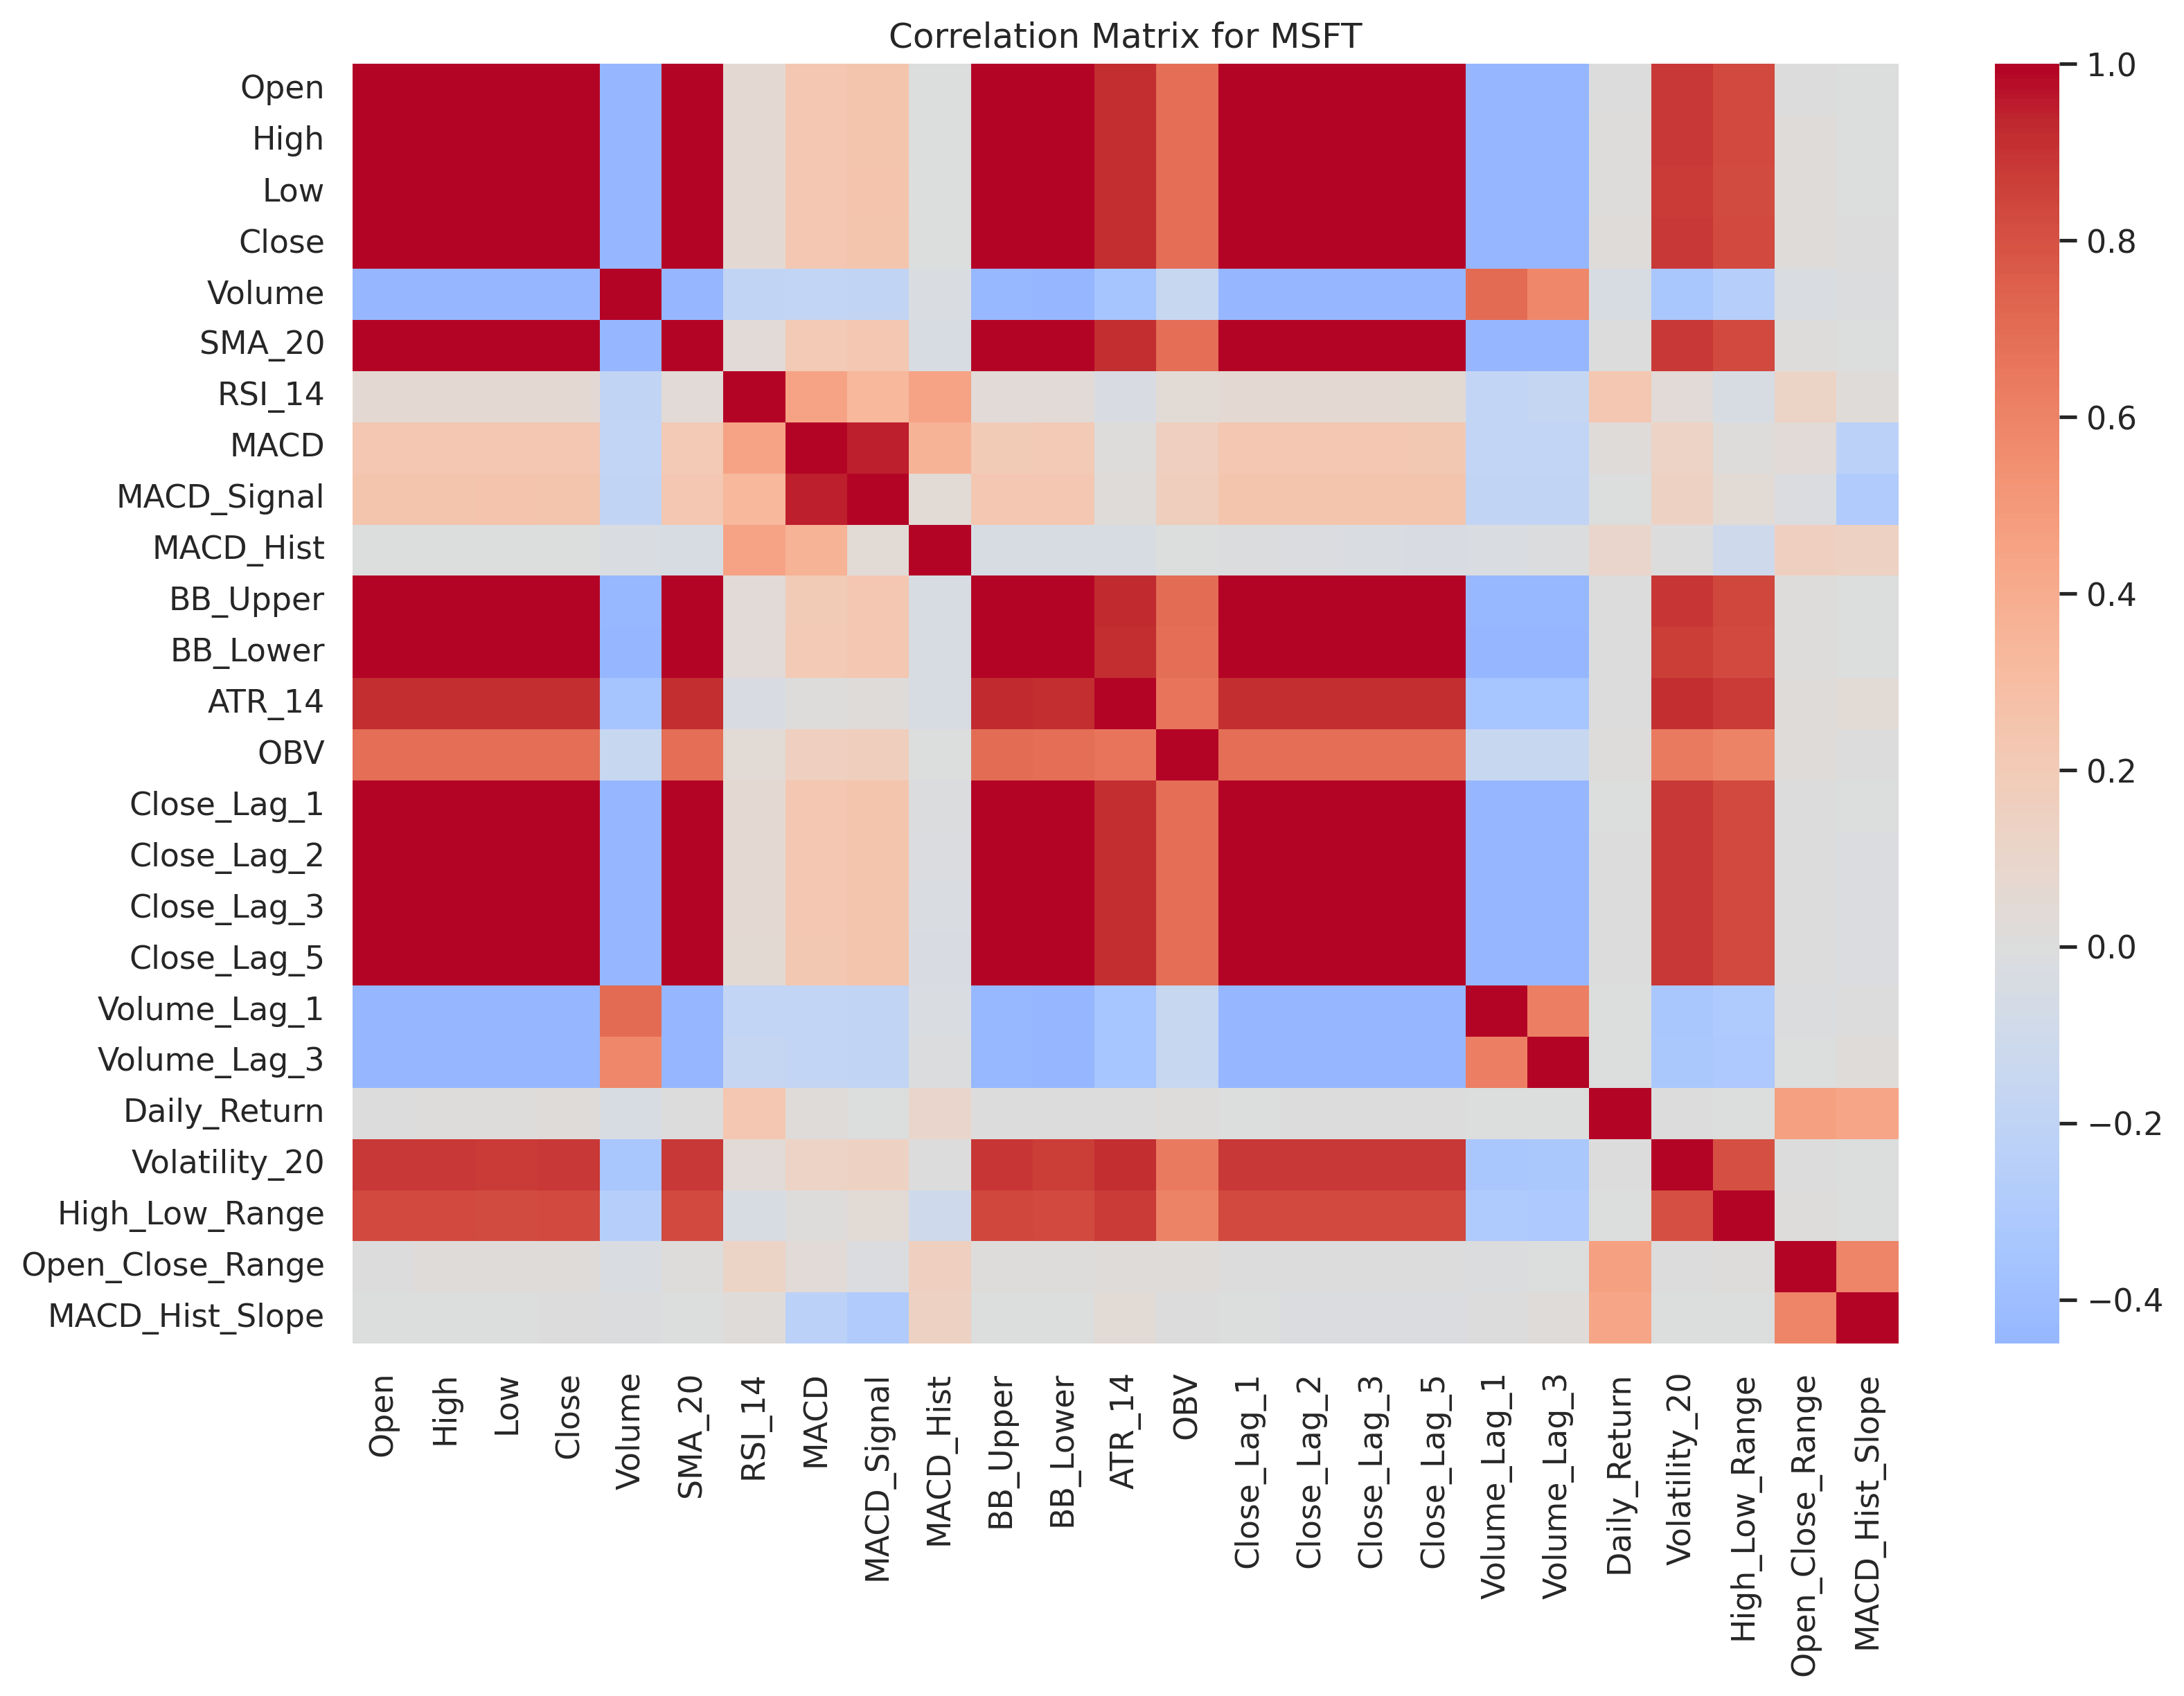 Correlation Matrix for MSFT
Open
High
Low
Close
Volume
SMA_20
RSI_14
MACD
MACD_Signal
MACD_Hist
BB_Upper
BB_Lower
ATR_14
OBV
Close_Lag_1
Close_Lag_2
Close_Lag_3
Close_Lag_5
Volume_Lag_1
Volume_Lag_3
Daily_Return
Volatility_20
High_Low_Range
Open_Close_Range
MACD_Hist_Slope
Open
High
Low
Close
Volume
SMA_20
RSI_14
MACD
MACD_Signal
MACD_Hist
BB_Upper
BB_Lower
ATR_14
OBV
Close_Lag_1
Close_Lag_2
Close_Lag_3
Close_Lag_5
Volume_Lag_1
Volume_Lag_3
Daily_Return
Volatility_20
High_Low_Range
Open_Close_Range
MACD_Hist_Slope
1.0
0.8
0.6
0.4
0.2
0.0
−0.2
−0.4